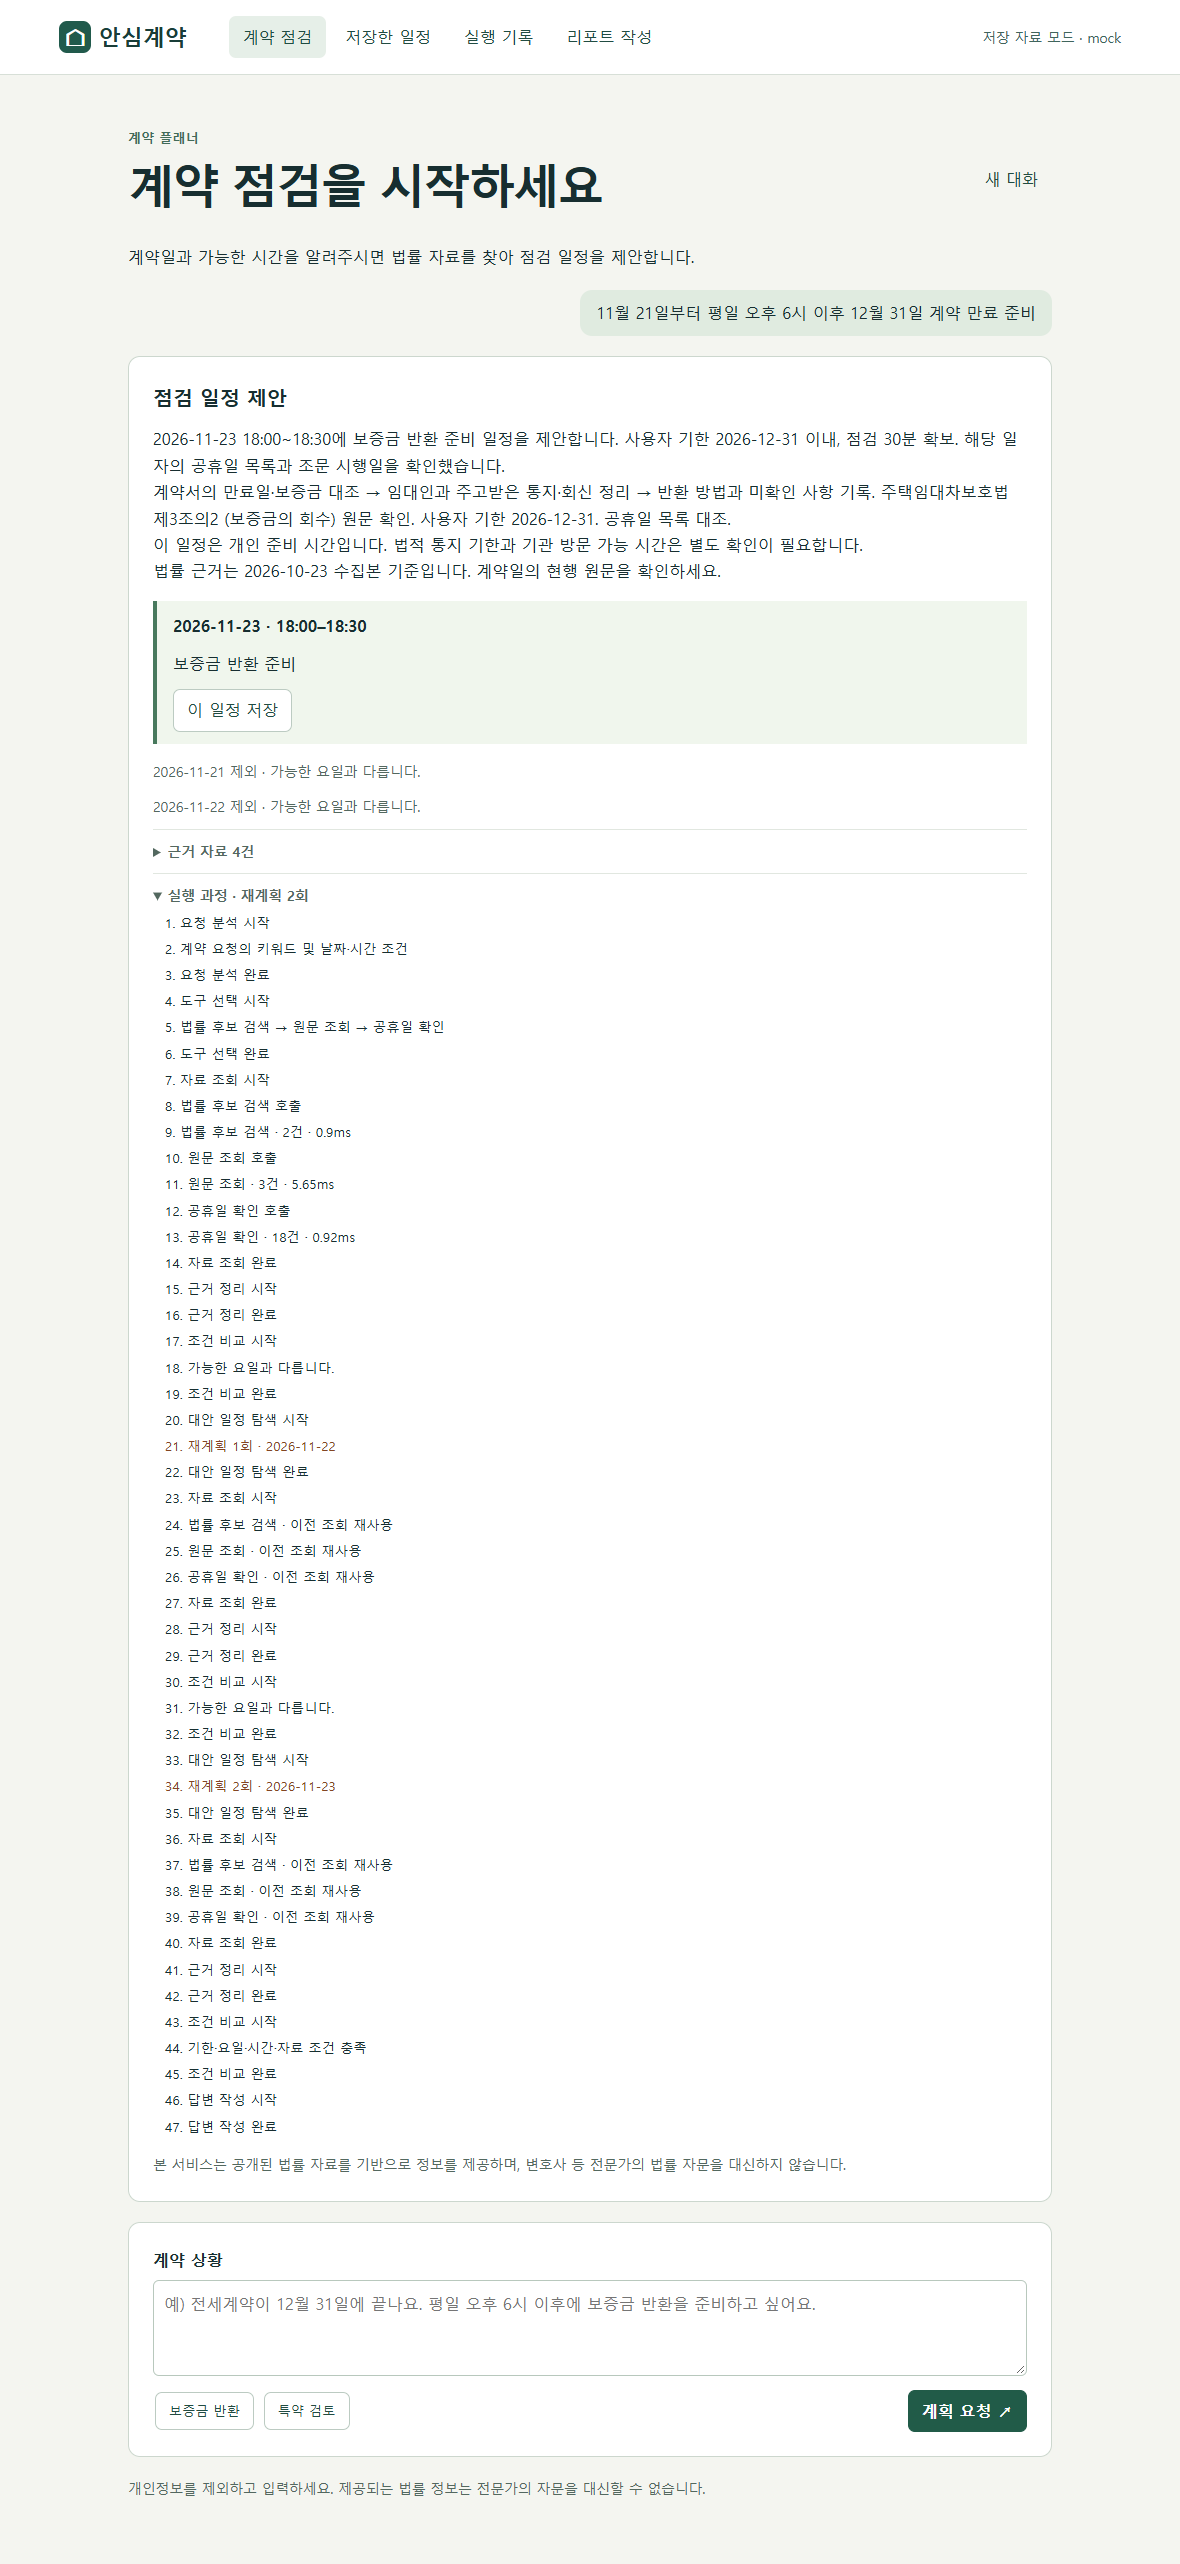 안심계약
계약 점검
저장한 일정
실행 기록
리포트 작성
저장 자료 모드 · mock
계약 플래너
계약 점검을 시작하세요
새 대화
계약일과 가능한 시간을 알려주시면 법률 자료를 찾아 점검 일정을 제안합니다.
11월 21일부터 평일 오후 6시 이후 12월 31일 계약 만료 준비
점검 일정 제안
2026-11-23 18:00~18:30에 보증금 반환 준비 일정을 제안합니다. 사용자 기한 2026-12-31 이내, 점검 30분 확보. 해당 일
자의 공휴일 목록과 조문 시행일을 확인했습니다.
계약서의 만료일·보증금 대조 → 임대인과 주고받은 통지·회신 정리 → 반환 방법과 미확인 사항 기록. 주택임대차보호법
제3조의2 (보증금의 회수) 원문 확인. 사용자 기한 2026-12-31. 공휴일 목록 대조.
이 일정은 개인 준비 시간입니다. 법적 통지 기한과 기관 방문 가능 시간은 별도 확인이 필요합니다.
법률 근거는 2026-10-23 수집본 기준입니다. 계약일의 현행 원문을 확인하세요.
2026-11-23 · 18:00–18:30
보증금 반환 준비
이 일정 저장
2026-11-21 제외 · 가능한 요일과 다릅니다.
2026-11-22 제외 · 가능한 요일과 다릅니다.
▶ 근거 자료 4건
▼ 실행 과정 · 재계획 2회
1. 요청 분석 시작
2. 계약 요청의 키워드 및 날짜·시간 조건
3. 요청 분석 완료
4. 도구 선택 시작
5. 법률 후보 검색 → 원문 조회 → 공휴일 확인
6. 도구 선택 완료
7. 자료 조회 시작
8. 법률 후보 검색 호출
9. 법률 후보 검색 · 2건 · 0.9ms
10. 원문 조회 호출
11. 원문 조회 · 3건 · 5.65ms
12. 공휴일 확인 호출
13. 공휴일 확인 · 18건 · 0.92ms
14. 자료 조회 완료
15. 근거 정리 시작
16. 근거 정리 완료
17. 조건 비교 시작
18. 가능한 요일과 다릅니다.
19. 조건 비교 완료
20. 대안 일정 탐색 시작
21. 재계획 1회 · 2026-11-22
22. 대안 일정 탐색 완료
23. 자료 조회 시작
24. 법률 후보 검색 · 이전 조회 재사용
25. 원문 조회 · 이전 조회 재사용
26. 공휴일 확인 · 이전 조회 재사용
27. 자료 조회 완료
28. 근거 정리 시작
29. 근거 정리 완료
30. 조건 비교 시작
31. 가능한 요일과 다릅니다.
32. 조건 비교 완료
33. 대안 일정 탐색 시작
34. 재계획 2회 · 2026-11-23
35. 대안 일정 탐색 완료
36. 자료 조회 시작
37. 법률 후보 검색 · 이전 조회 재사용
38. 원문 조회 · 이전 조회 재사용
39. 공휴일 확인 · 이전 조회 재사용
40. 자료 조회 완료
41. 근거 정리 시작
42. 근거 정리 완료
43. 조건 비교 시작
44. 기한·요일·시간·자료 조건 충족
45. 조건 비교 완료
46. 답변 작성 시작
47. 답변 작성 완료
본 서비스는 공개된 법률 자료를 기반으로 정보를 제공하며, 변호사 등 전문가의 법률 자문을 대신하지 않습니다.
계약 상황
예) 전세계약이 12월 31일에 끝나요. 평일 오후 6시 이후에 보증금 반환을 준비하고 싶어요.
보증금 반환
특약 검토
계획 요청 ↗
개인정보를 제외하고 입력하세요. 제공되는 법률 정보는 전문가의 자문을 대신할 수 없습니다.